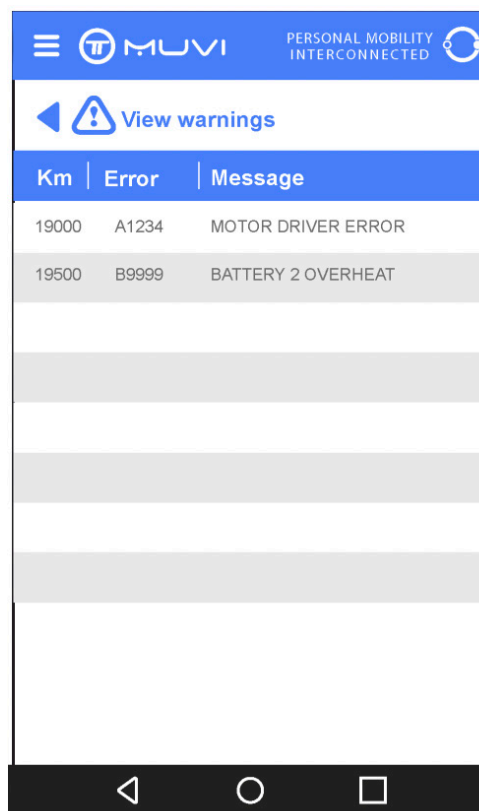 MUVI
PERSONAL MOBILITY
INTERCONNECTED
View warnings
Km Error Message
19000 A1234 MOTOR DRIVER ERROR
19500 B9999 BATTERY 2 OVERHEAT